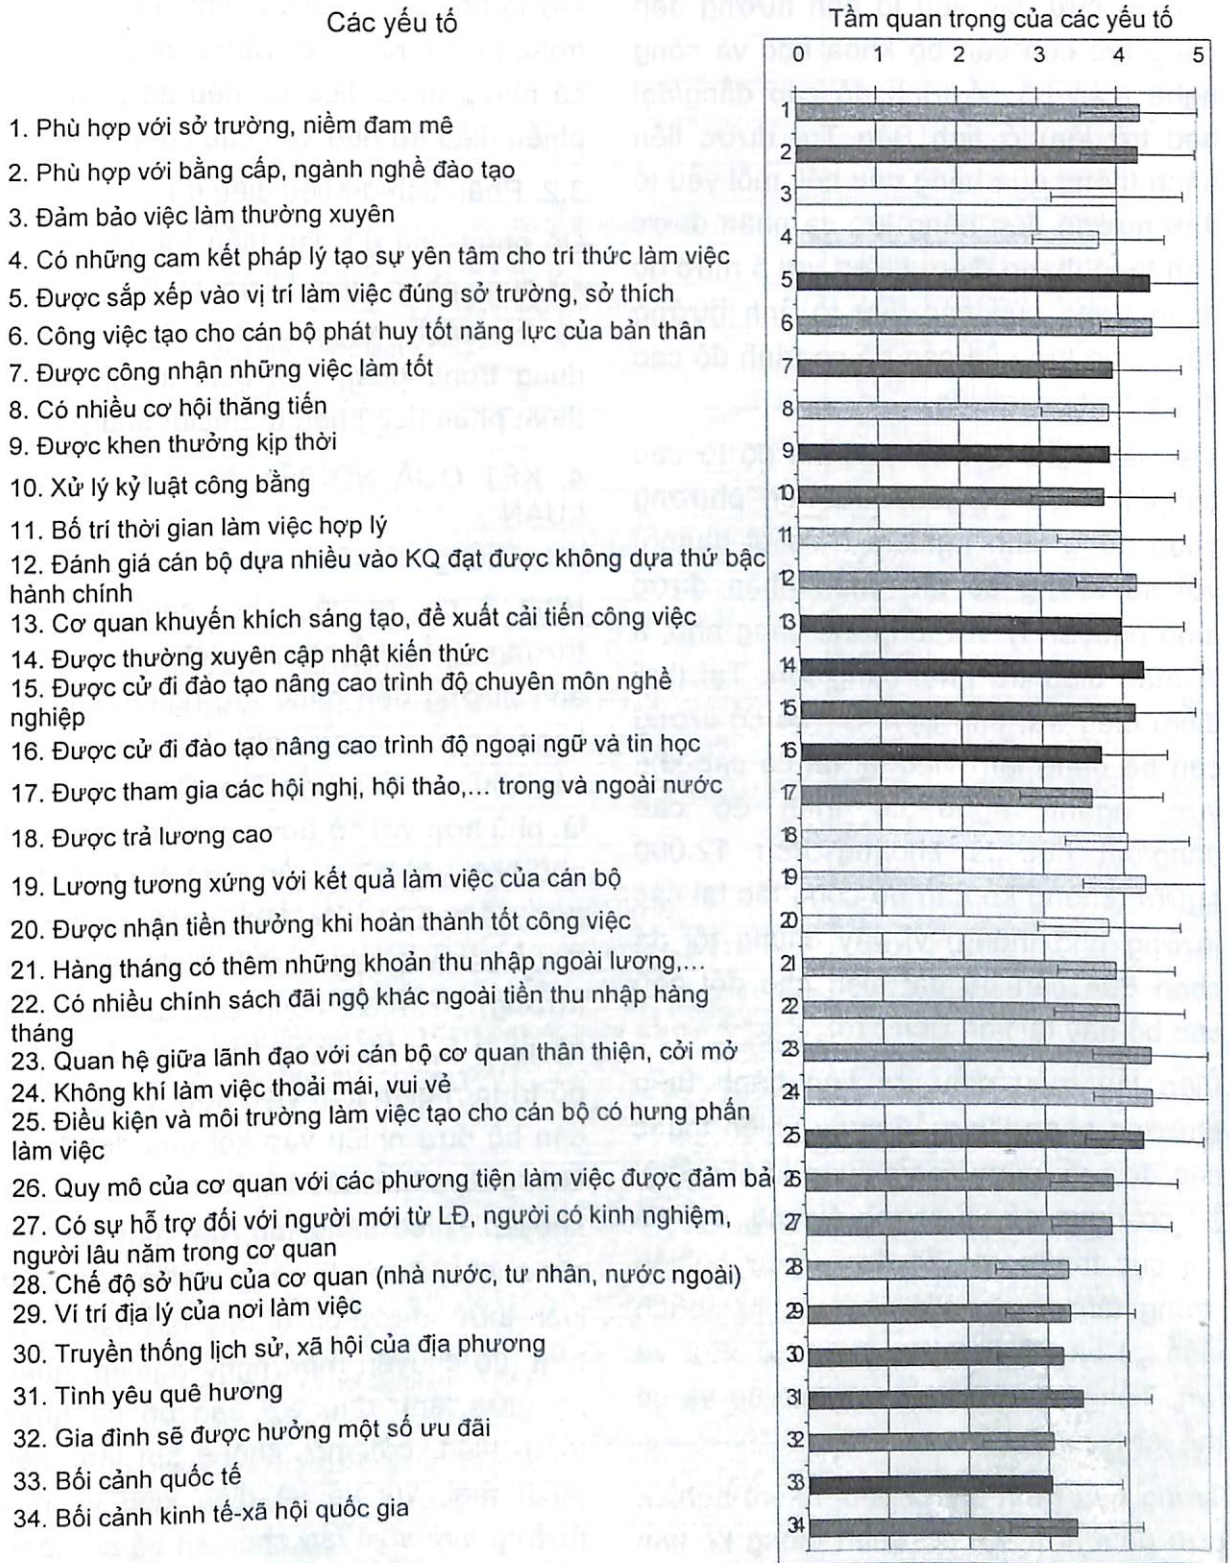 Các yếu tố
Tầm quan trọng của các yếu tố
0 1 2 3 4 5
1. Phù hợp với sở trường, niềm đam mê
2. Phù hợp với bằng cấp, ngành nghề đào tạo
3. Đảm bảo việc làm thường xuyên
4. Có những cam kết pháp lý tạo sự yên tâm cho trí thức làm việc
5. Được sắp xếp vào vị trí làm việc đúng sở trường, sở thích
6. Công việc tạo cho cán bộ phát huy tốt năng lực của bản thân
7. Được công nhận những việc làm tốt
8. Có nhiều cơ hội thăng tiến
9. Được khen thưởng kịp thời
10. Xử lý kỷ luật công bằng
11. Bố trí thời gian làm việc hợp lý
12. Đánh giá cán bộ dựa nhiều vào KQ đạt được không dựa thứ bậc
hành chính
13. Cơ quan khuyến khích sáng tạo, đề xuất cải tiến công việc
14. Được thường xuyên cập nhật kiến thức
15. Được cử đi đào tạo nâng cao trình độ chuyên môn nghề
nghiệp
16. Được cử đi đào tạo nâng cao trình độ ngoại ngữ và tin học
17. Được tham gia các hội nghị, hội thảo,... trong và ngoài nước
18. Được trả lương cao
19. Lương tương xứng với kết quả làm việc của cán bộ
20. Được nhận tiền thưởng khi hoàn thành tốt công việc
21. Hàng tháng có thêm những khoản thu nhập ngoài lương,...
22. Có nhiều chính sách đãi ngộ khác ngoài tiền thu nhập hàng
tháng
23. Quan hệ giữa lãnh đạo với cán bộ cơ quan thân thiện, cởi mở
24. Không khí làm việc thoải mái, vui vẻ
25. Điều kiện và môi trường làm việc tạo cho cán bộ có hưng phấn
làm việc
26. Quy mô của cơ quan với các phương tiện làm việc được đảm bả
27. Có sự hỗ trợ đối với người mới từ LĐ, người có kinh nghiệm,
người lâu năm trong cơ quan
28. Chế độ sở hữu của cơ quan (nhà nước, tư nhân, nước ngoài)
29. Ví trí địa lý của nơi làm việc
30. Truyền thống lịch sử, xã hội của địa phương
31. Tình yêu quê hương
32. Gia đình sẽ được hưởng một số ưu đãi
33. Bối cảnh quốc tế
34. Bối cảnh kinh tế-xã hội quốc gia
1
2
3
4
5
6
7
8
9
10
11
12
13
14
15
16
17
18
19
20
21
22
23
24
25
26
27
28
29
30
31
32
33
34